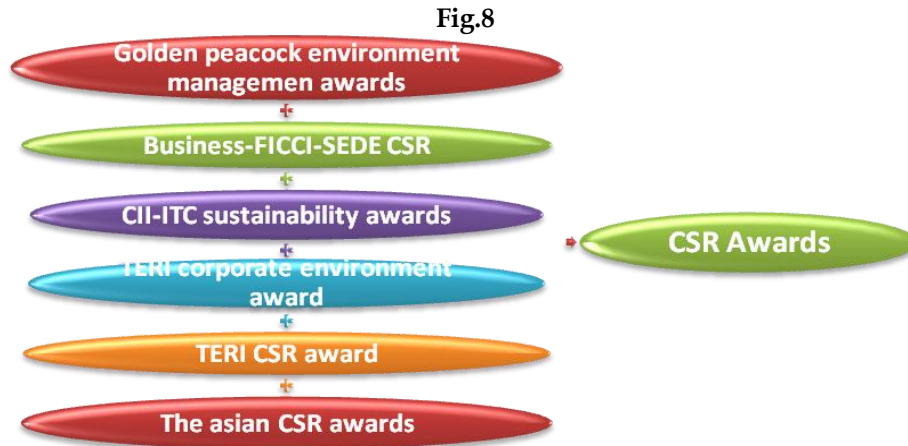 Fig.8
Golden peacock environment
managemen awards
Business-FICCI-SEDE CSR
CII-ITC sustainability awards
TERI corporate environment
award
TERI CSR award
The asian CSR awards
CSR Awards